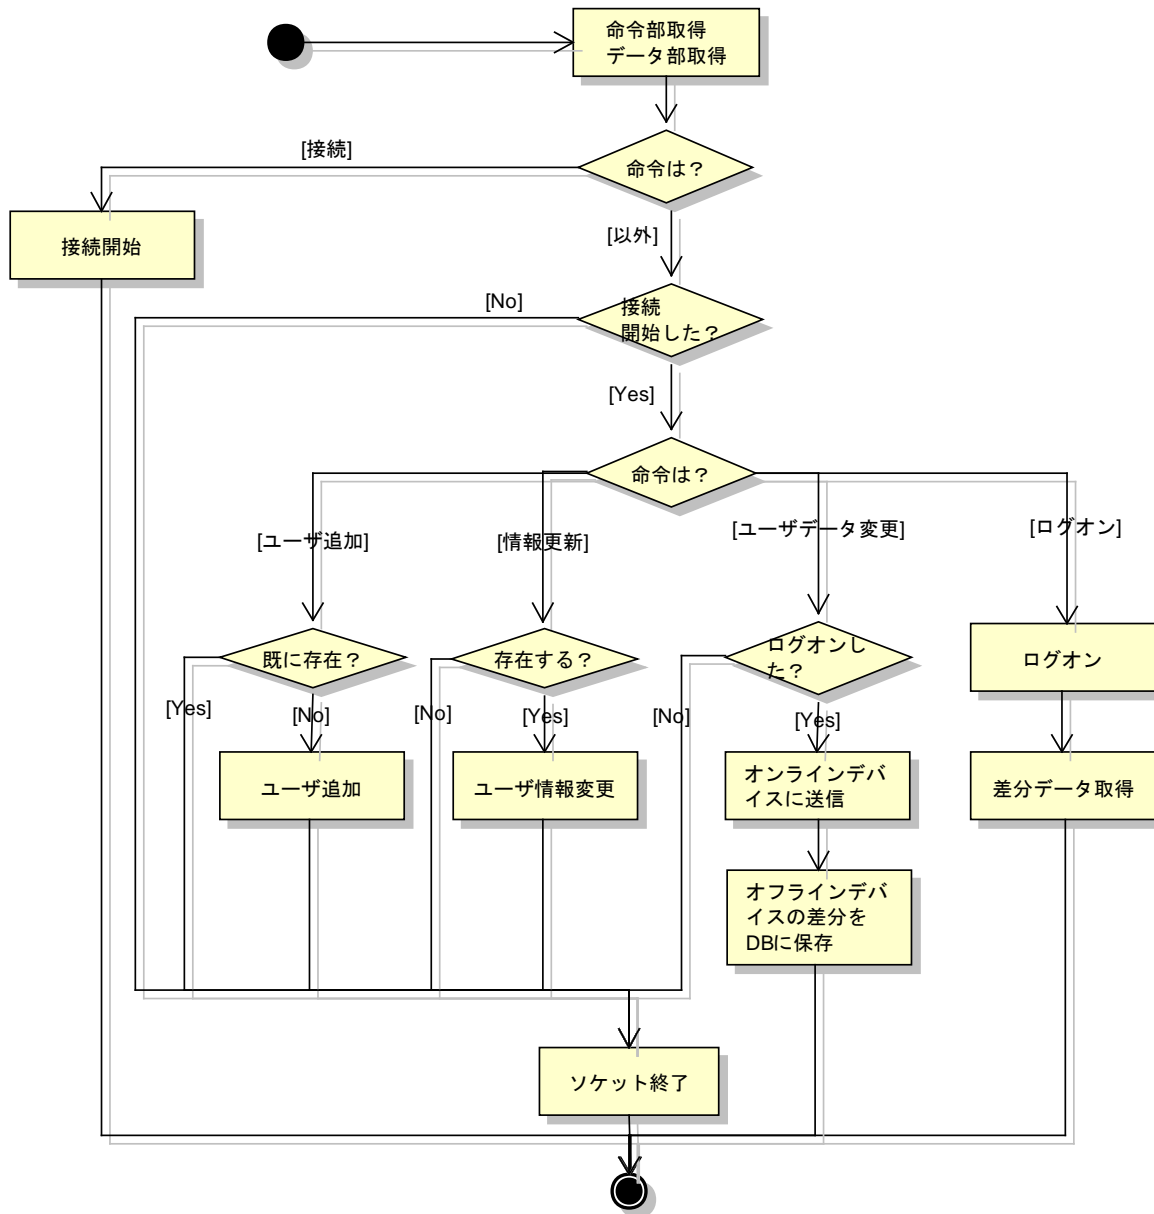 命令部取得
データ部取得
[接続]
命令は？
[以外]
接続開始
[No]
接続
開始した？
[Yes]
命令は？
[ユーザ追加]
[情報更新]
[ユーザデータ変更]
[ログオン]
既に存在？
存在する？
ログオンし
た？
ログオン
[Yes]
[No]
[No]
[Yes]
[No]
[Yes]
ユーザ追加
ユーザ情報変更
オンラインデバ
イスに送信
差分データ取得
オフラインデバ
イスの差分を
DBに保存
ソケット終了